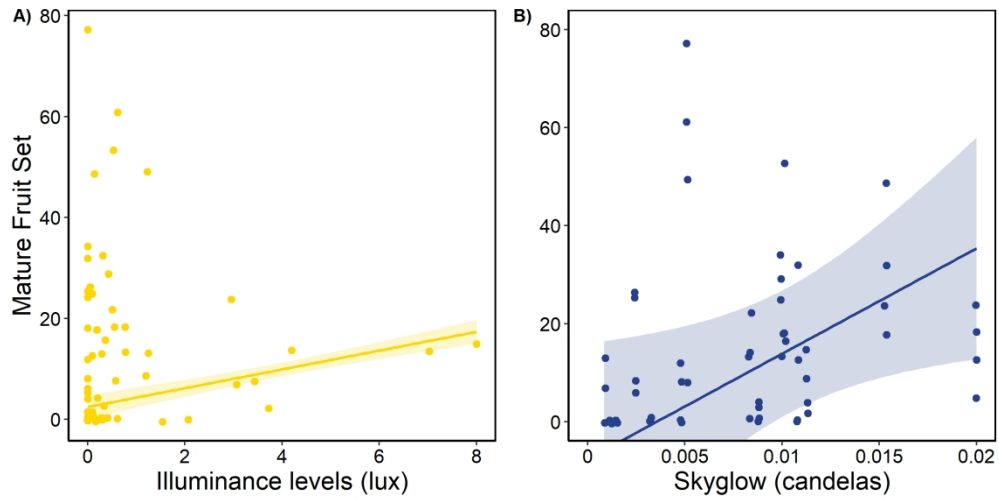 A)
B)
Mature Fruit Set
80
60
40
20
0
0 2 4 6 8
Illuminance levels (lux)
80
60
40
20
0
0 0.005 0.01 0.015 0.02
Skyglow (candelas)